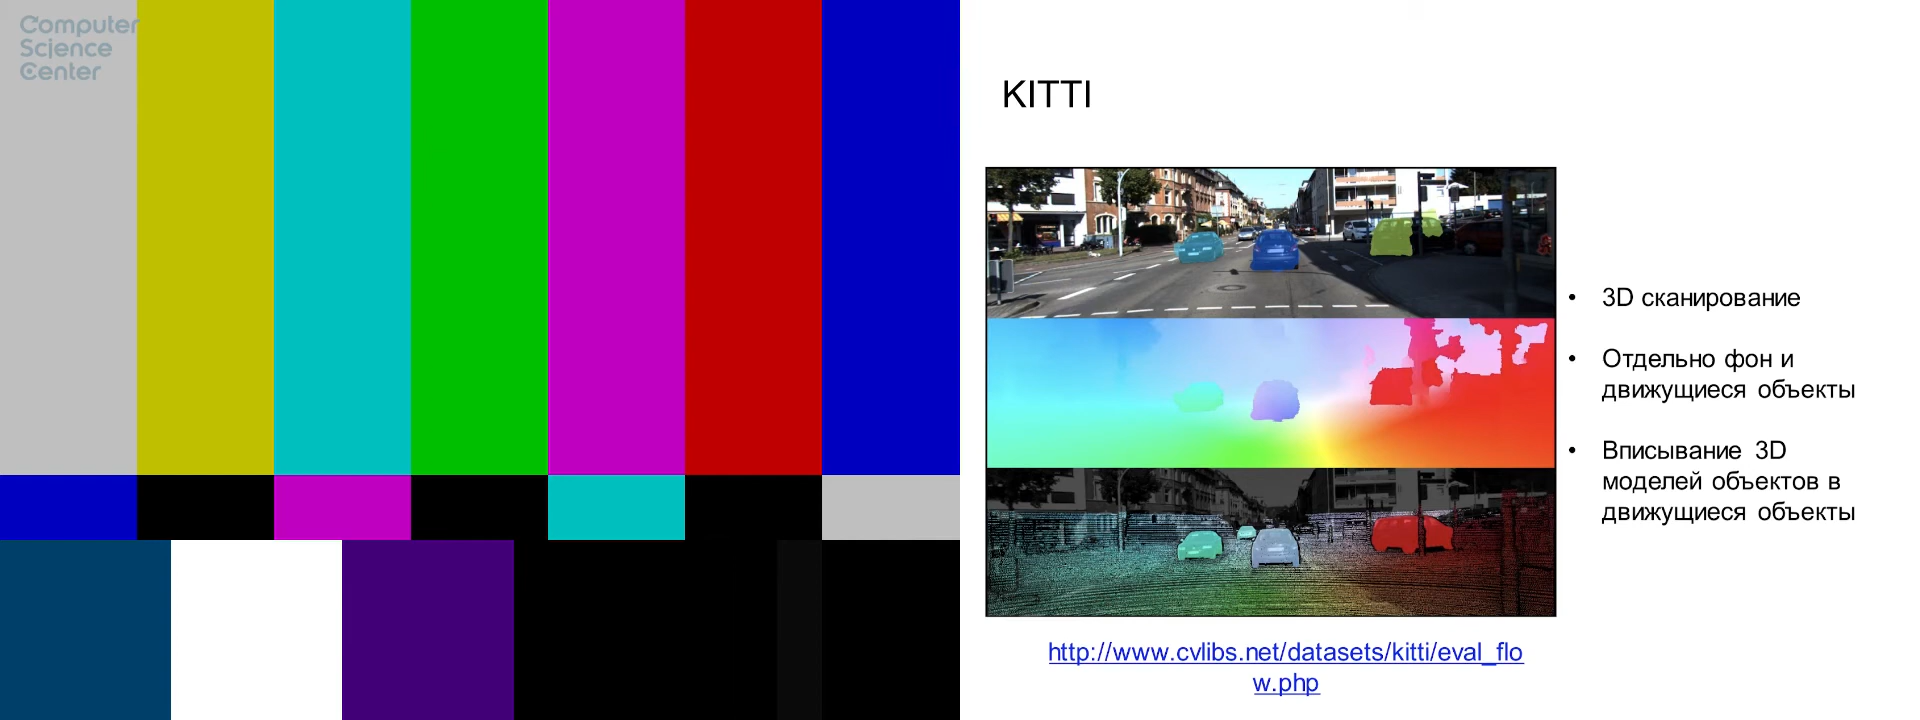 Computer
Science
Center
KITTI
• 3D сканирование
• Отдельно фон и
движущиеся объекты
• Вписывание 3D
моделей объектов в
движущиеся объекты
http://www.cvlibs.net/datasets/kitti/eval_flo
w.php